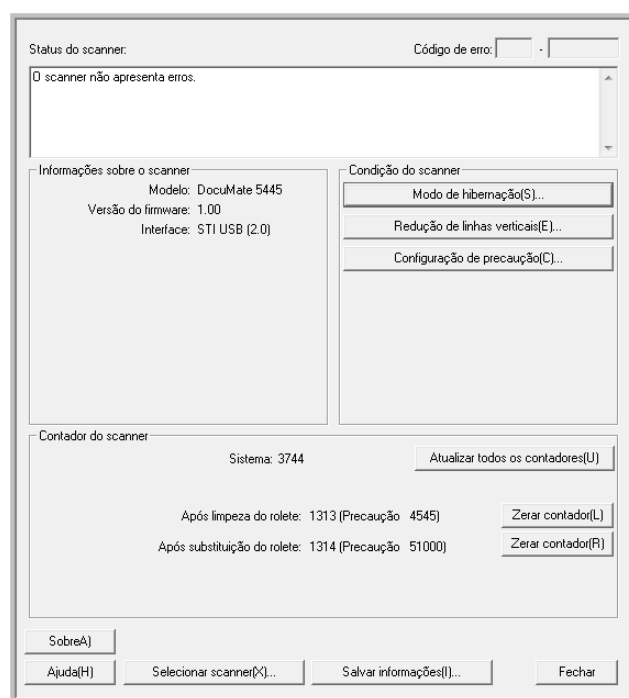 Status do scanner:
Código de erro: -
O scanner não apresenta erros.
Informações sobre o scanner
Modelo: DocuMate 5445
Versão do firmware: 1.00
Interface: STI USB (2.0)
Condição do scanner
Modo de hibernação(S)...
Redução de linhas verticais(E)...
Configuração de precaução(C)...
Contador do scanner
Sistema: 3744
Atualizar todos os contadores(U)
Após limpeza do rolete: 1313 (Precaução 4545)
Zerar contador(L)
Após substituição do rolete: 1314 (Precaução 51000)
Zerar contador(R)
SobreA)
Ajuda(H)
Selecionar scanner(X)...
Salvar informações(I)...
Fechar